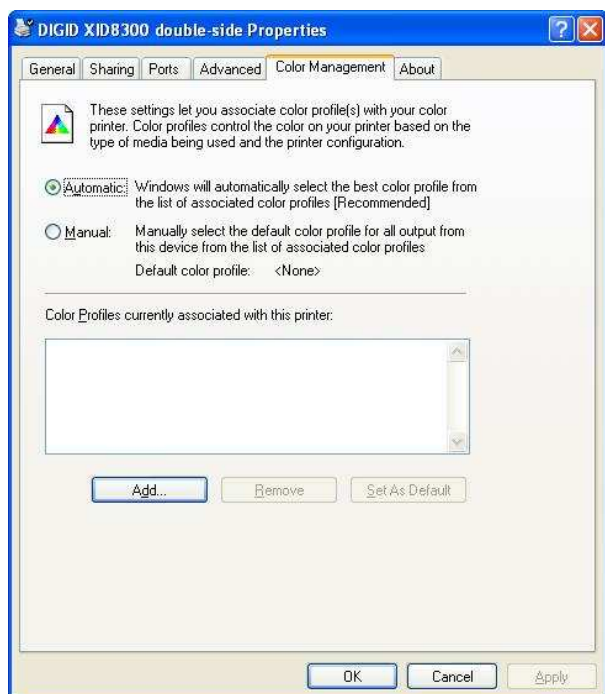 DIGID XID8300 double-side Properties
General Sharing Ports Advanced Color Management About
These settings let you associate color profile(s) with your color
printer. Color profiles control the color on your printer based on the
type of media being used and the printer configuration.
Automatic: Windows will automatically select the best color profile from
the list of associated color profiles [Recommended]
Manual: Manually select the default color profile for all output from
this device from the list of associated color profiles
Default color profile: <None>
Color Profiles currently associated with this printer:
Add... Remove Set As Default
OK Cancel Apply